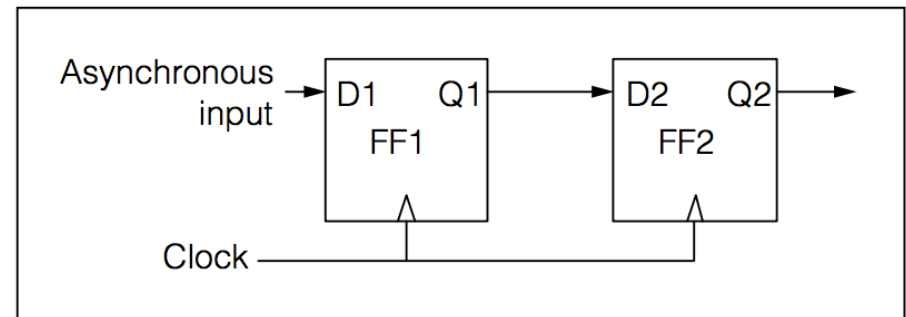 Asynchronous
input
D1 Q1
FF1
D2 Q2
FF2
Clock